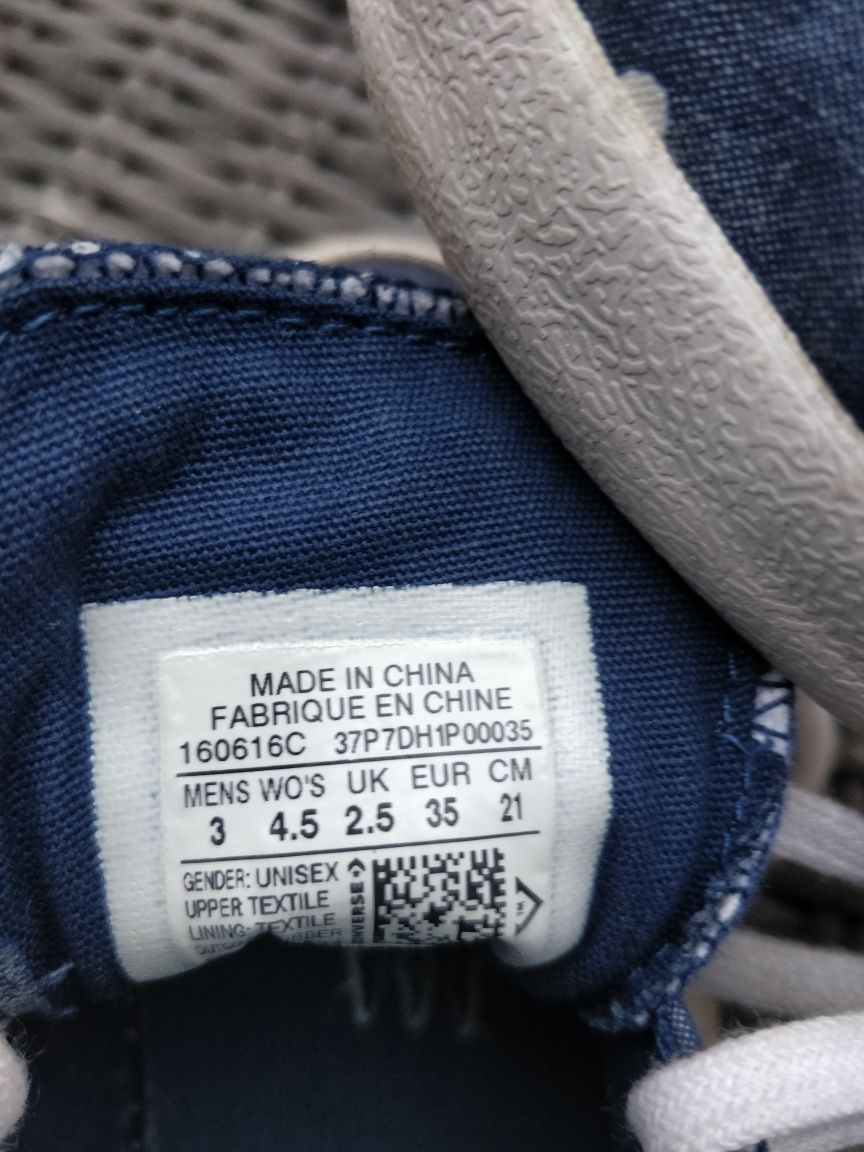 MADE IN CHINA
FABRIQUE EN CHINE
160616C 37P7DH1P00035
MENS WO'S UK EUR CM
3 4.5 2.5 35 21
GENDER: UNISEX
UPPER TEXTILE
LINING: TEXTILE
CONVERSE
TM